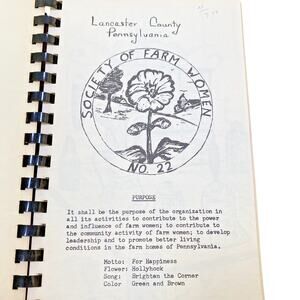 Lancaster County
Pennsylvania
SOCIETY OF FARM WOMEN
NO. 22
PURPOSE
It shall be the purpose of the organization in
all its activities to contribute to the power
and influence of farm women; to contribute to
the community activity of farm women; to develop
leadership and to promote better living
conditions in the farm homes of Pennsylvania.
Motto: For Happiness
Flower: Hollyhock
Song: Brighten the Corner
Color Green and Brown